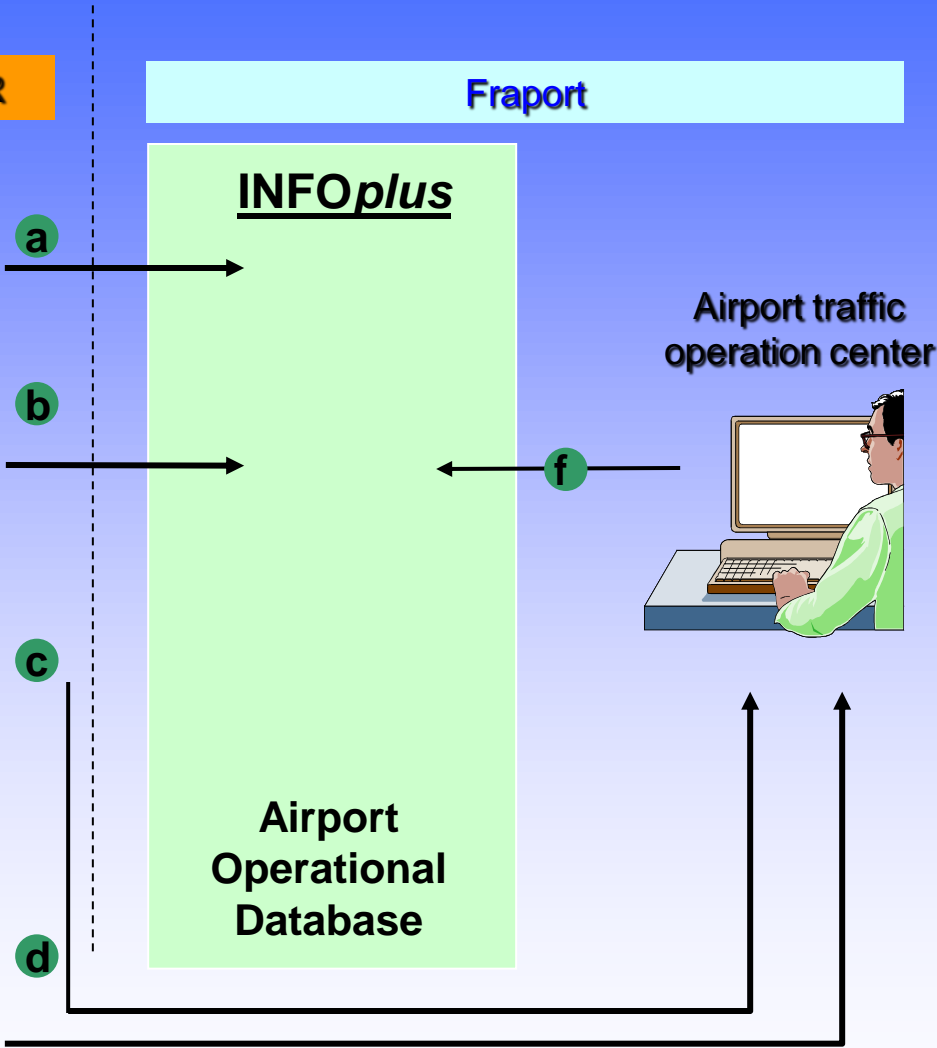 R
Fraport
INFOplus
a
Airport traffic
operation center
b
f
c
Airport
Operational
Database
d